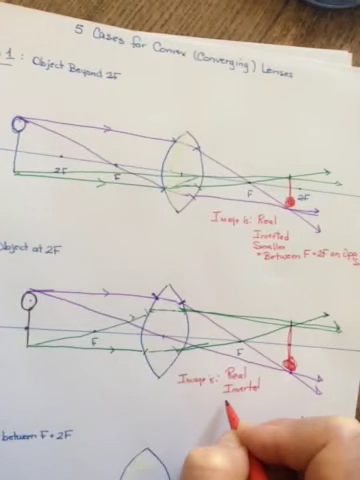 5 Cases for Convex (Converging) Lenses
1 : Object Beyond 2F
2F
F
F
2F
Image is: Real
Inverted
Smaller
*Between F + 2F on
Object at 2F
F
F
Image is: Real
Inverted
between F + 2F